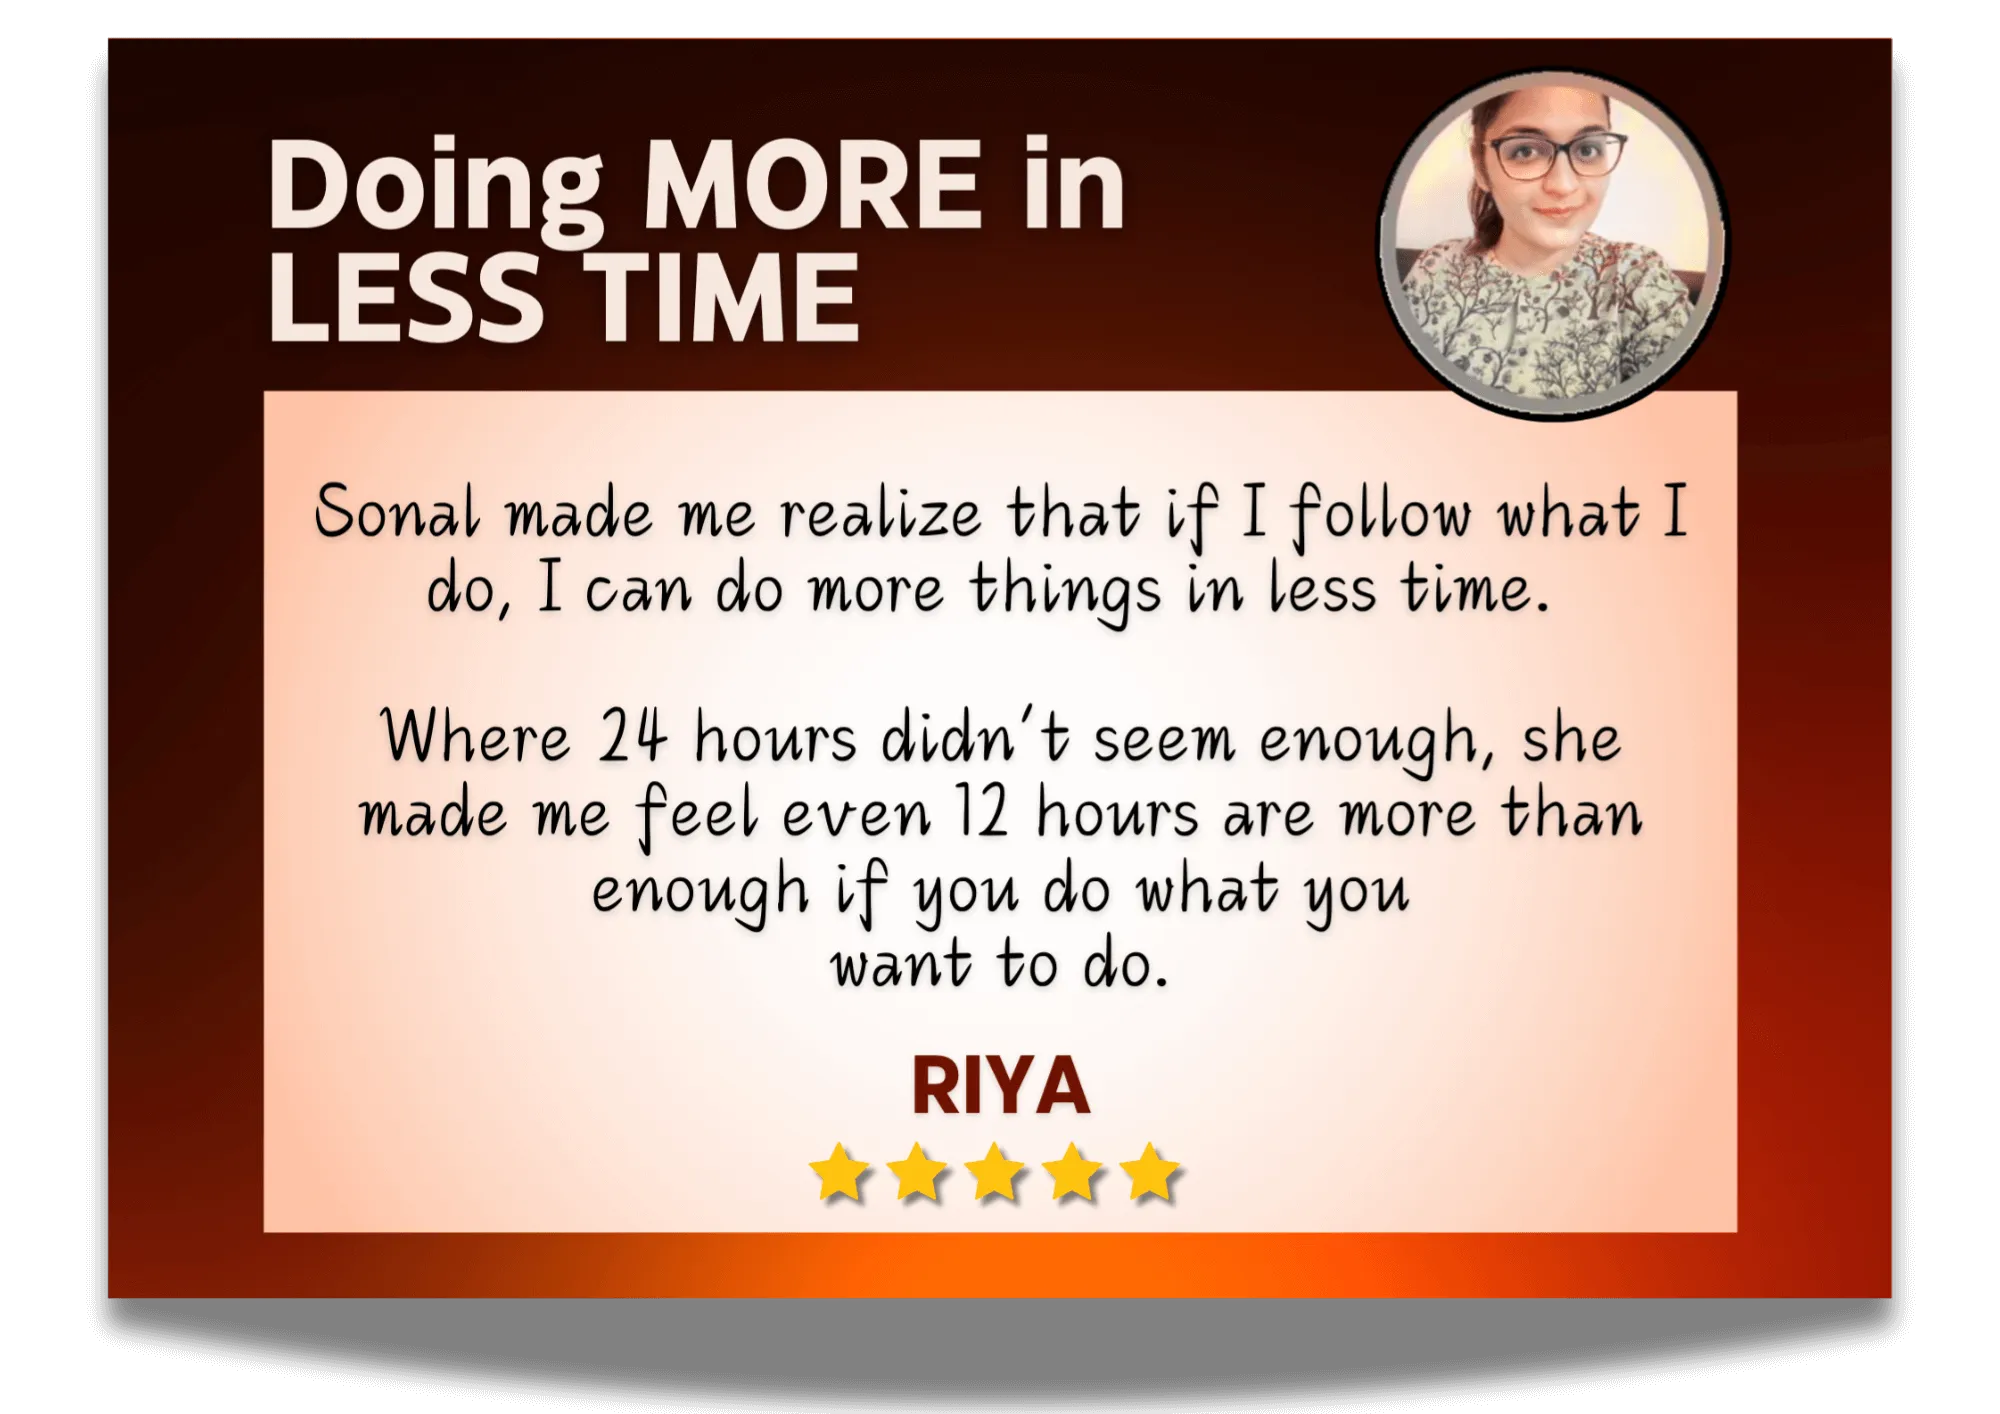 Doing MORE in
LESS TIME
Sonal made me realize that if I follow what I
do, I can do more things in less time.
Where 24 hours didn't seem enough, she
made me feel even 12 hours are more than
enough if you do what you
want to do.
RIYA